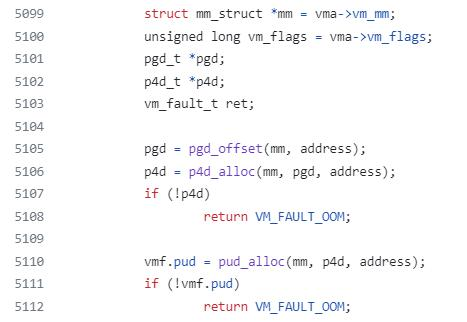 5099 struct mm_struct *mm = vma->vm_mm;
5100 unsigned long vm_flags = vma->vm_flags;
5101 pgd_t *pgd;
5102 p4d_t *p4d;
5103 vm_fault_t ret;
5104
5105 pgd = pgd_offset(mm, address);
5106 p4d = p4d_alloc(mm, pgd, address);
5107 if (!p4d)
5108 return VM_FAULT_OOM;
5109
5110 vmf.pud = pud_alloc(mm, p4d, address);
5111 if (!vmf.pud)
5112 return VM_FAULT_OOM;